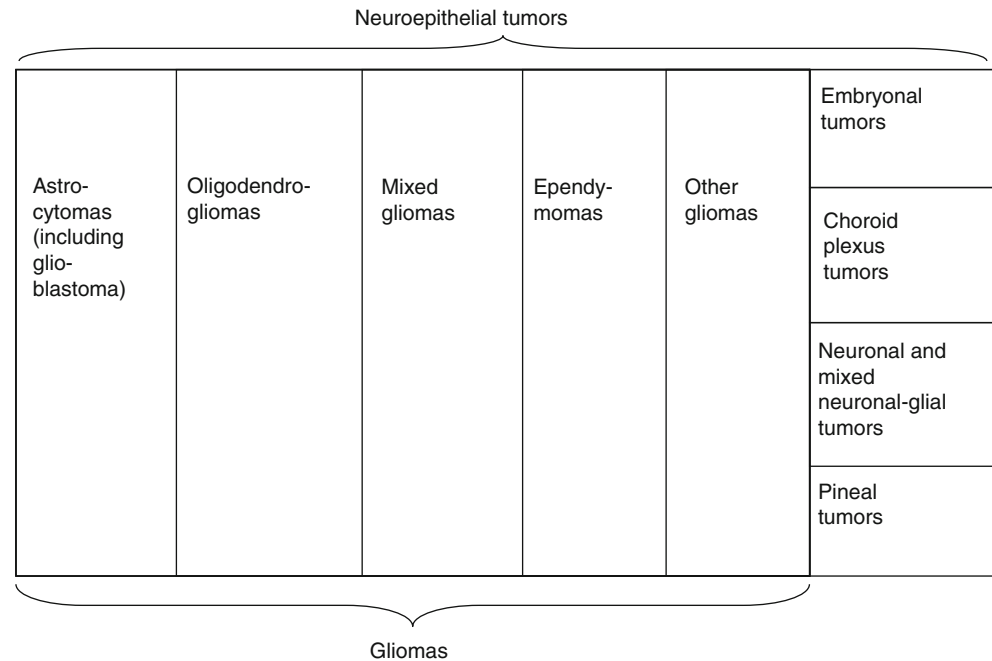 Neuroepithelial tumors
Astro-
cytomas
(including
glio-
blastoma)
Oligodendro-
gliomas
Mixed
gliomas
Ependy-
momas
Other
gliomas
Embryonal
tumors
Choroid
plexus
tumors
Neuronal and
mixed
neuronal-glial
tumors
Pineal
tumors
Gliomas